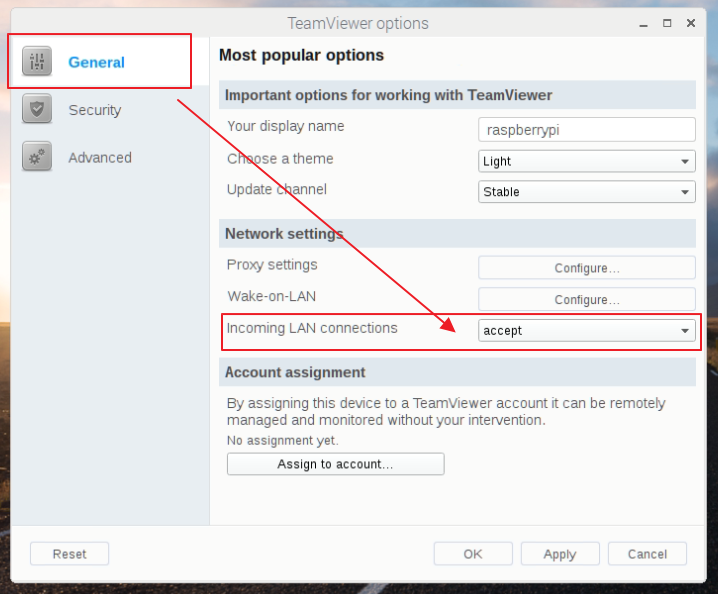 TeamViewer options
General
Security
Advanced
Most popular options
Important options for working with TeamViewer
Your display name
raspberrypi
Choose a theme
Light
Update channel
Stable
Network settings
Proxy settings
Configure...
Wake-on-LAN
Configure...
Incoming LAN connections
accept
Account assignment
By assigning this device to a TeamViewer account it can be remotely
managed and monitored without your intervention.
No assignment yet.
Assign to account...
Reset
OK
Apply
Cancel